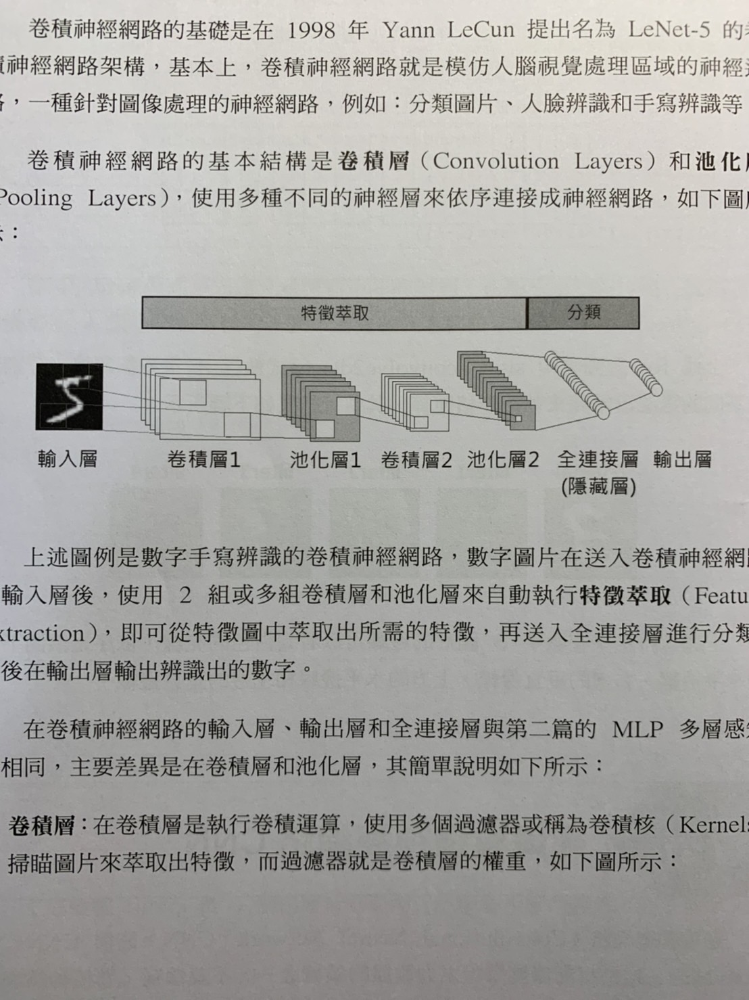 卷積神經網路的基礎是在 1998 年 Yann LeCun 提出名為 LeNet-5 的
神經網路架構，基本上，卷積神經網路就是模仿人腦視覺處理區域的神經
，一種針對圖像處理的神經網路，例如：分類圖片、人臉辨識和手寫辨識等
卷積神經網路的基本結構是卷積層（Convolution Layers）和池化
Pooling Layers），使用多種不同的神經層來依序連接成神經網路，如下圖
：
特徵萃取 分類
輸入層 卷積層1 池化層1 卷積層2 池化層2 全連接層 輸出層
(隱藏層)
上述圖例是數字手寫辨識的卷積神經網路，數字圖片在送入卷積神經網
輸入層後，使用 2 組或多組卷積層和池化層來自動執行特徵萃取（Featu
xtraction），即可從特徵圖中萃取出所需的特徵，再送入全連接層進行分類
後在輸出層輸出辨識出的數字。
在卷積神經網路的輸入層、輸出層和全連接層與第二篇的 MLP 多層感
相同，主要差異是在卷積層和池化層，其簡單說明如下所示：
卷積層：在卷積層是執行卷積運算，使用多個過濾器或稱為卷積核（Kernels
掃瞄圖片來萃取出特徵，而過濾器就是卷積層的權重，如下圖所示：